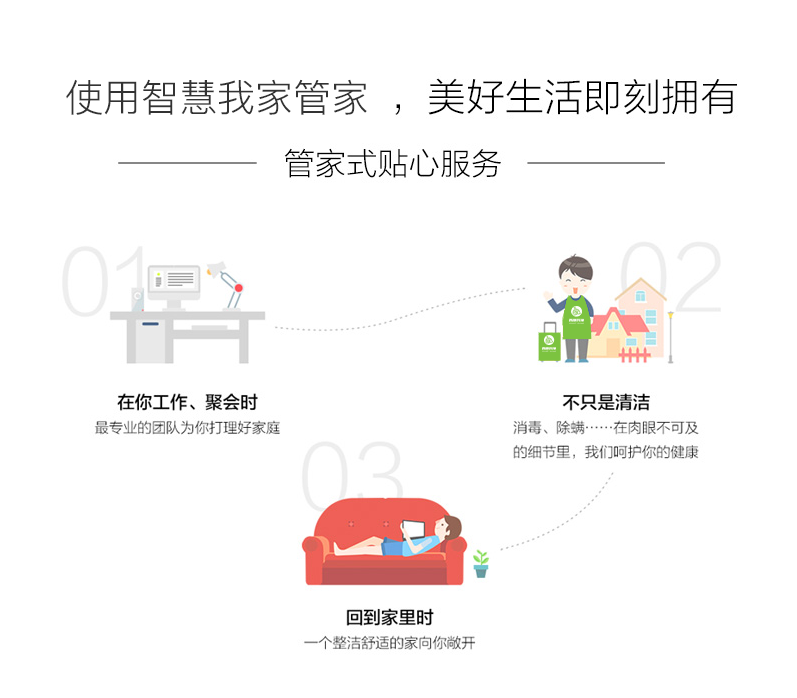 使用智慧我家管家 ，美好生活即刻拥有
管家式贴心服务
01
在你工作、聚会时
最专业的团队为你打理好家庭
02
不只是清洁
消毒、除螨……在肉眼不可及
的细节里，我们呵护你的健康
03
回到家里时
一个整洁舒适的家向你敞开